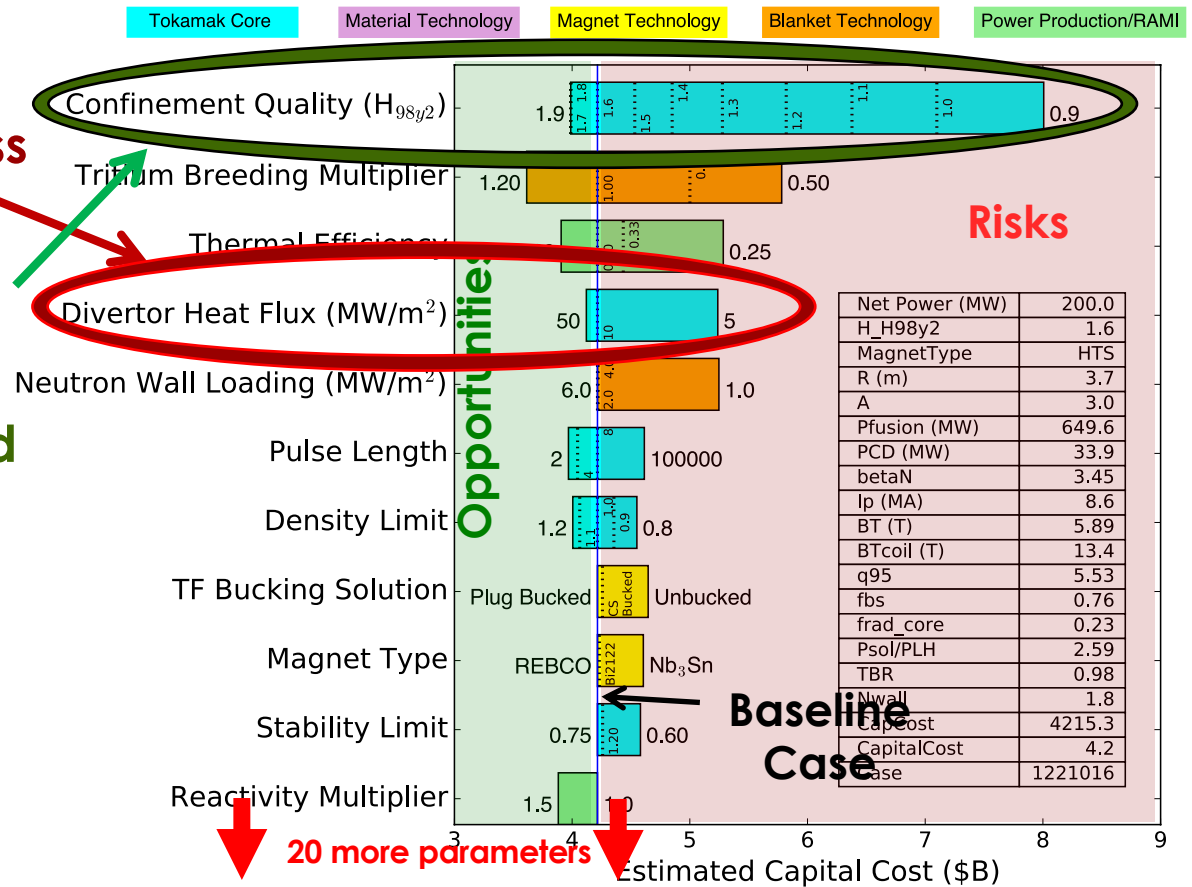 Tokamak Core Material Technology Magnet Technology Blanket Technology Power Production/RAMI
Confinement Quality (H98y2)
1.9 1.7 1.8 1.6 1.5 1.4 1.3 1.2 1.1 1.0 0.9
Tritium Breeding Multiplier
1.20 1.00 0.50
Thermal Efficiency
0.33 0.25
Divertor Heat Flux (MW/m²)
50 10 5
Neutron Wall Loading (MW/m²)
6.0 2.0 4.0 1.0
Pulse Length
2 4 8 100000
Density Limit
1.2 1.1 1.0 0.9 0.8
TF Bucking Solution
Plug Bucked CS Bucked Unbucked
Magnet Type
REBCO Bi2122 Nb₃Sn
Stability Limit
0.75 1.20 0.60
Reactivity Multiplier
1.5 1.0
Opportunities
Risks
Baseline
Case
Net Power (MW) 200.0
H_H98y2 1.6
MagnetType HTS
R (m) 3.7
A 3.0
Pfusion (MW) 649.6
PCD (MW) 33.9
betaN 3.45
Ip (MA) 8.6
BT (T) 5.89
BTcoil (T) 13.4
q95 5.53
fbs 0.76
frad_core 0.23
Psol/PLH 2.59
TBR 0.98
Nwall 1.8
CapCost 4215.3
CapitalCost 4.2
Case 1221016
3 4 5 6 7 8 9
20 more parameters
Estimated Capital Cost ($B)